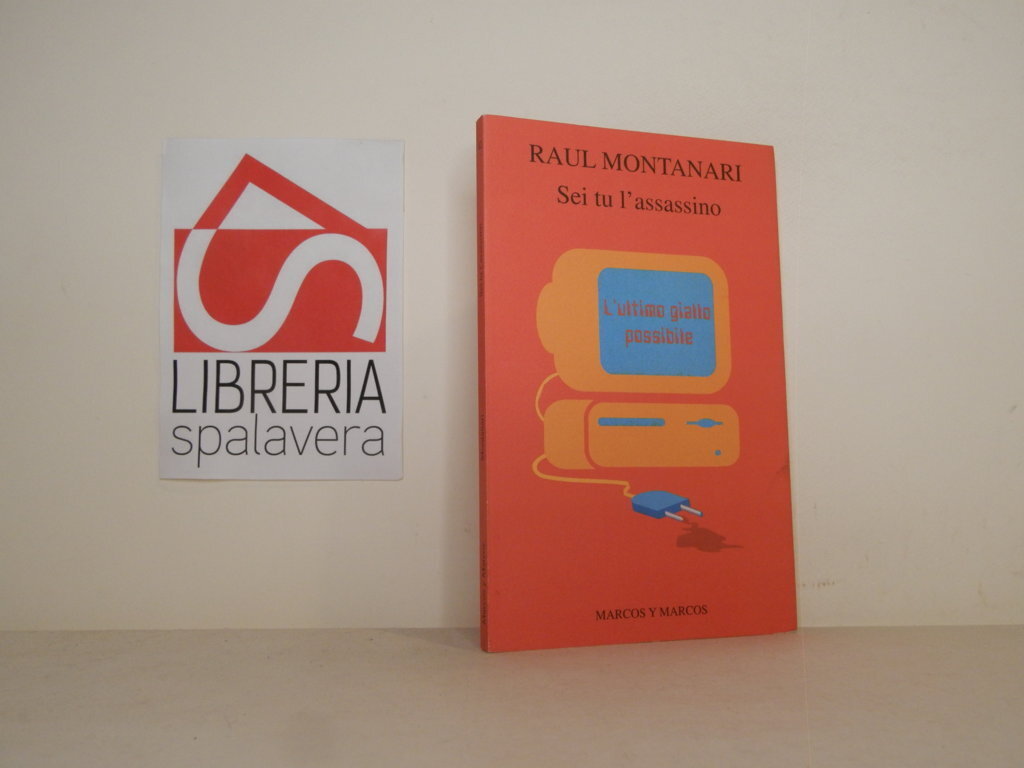 LIBRERIA
spalavera
RAUL MONTANARI
Sei tu l'assassino
L'ultimo giallo
possibile
MARCOS Y MARCOS